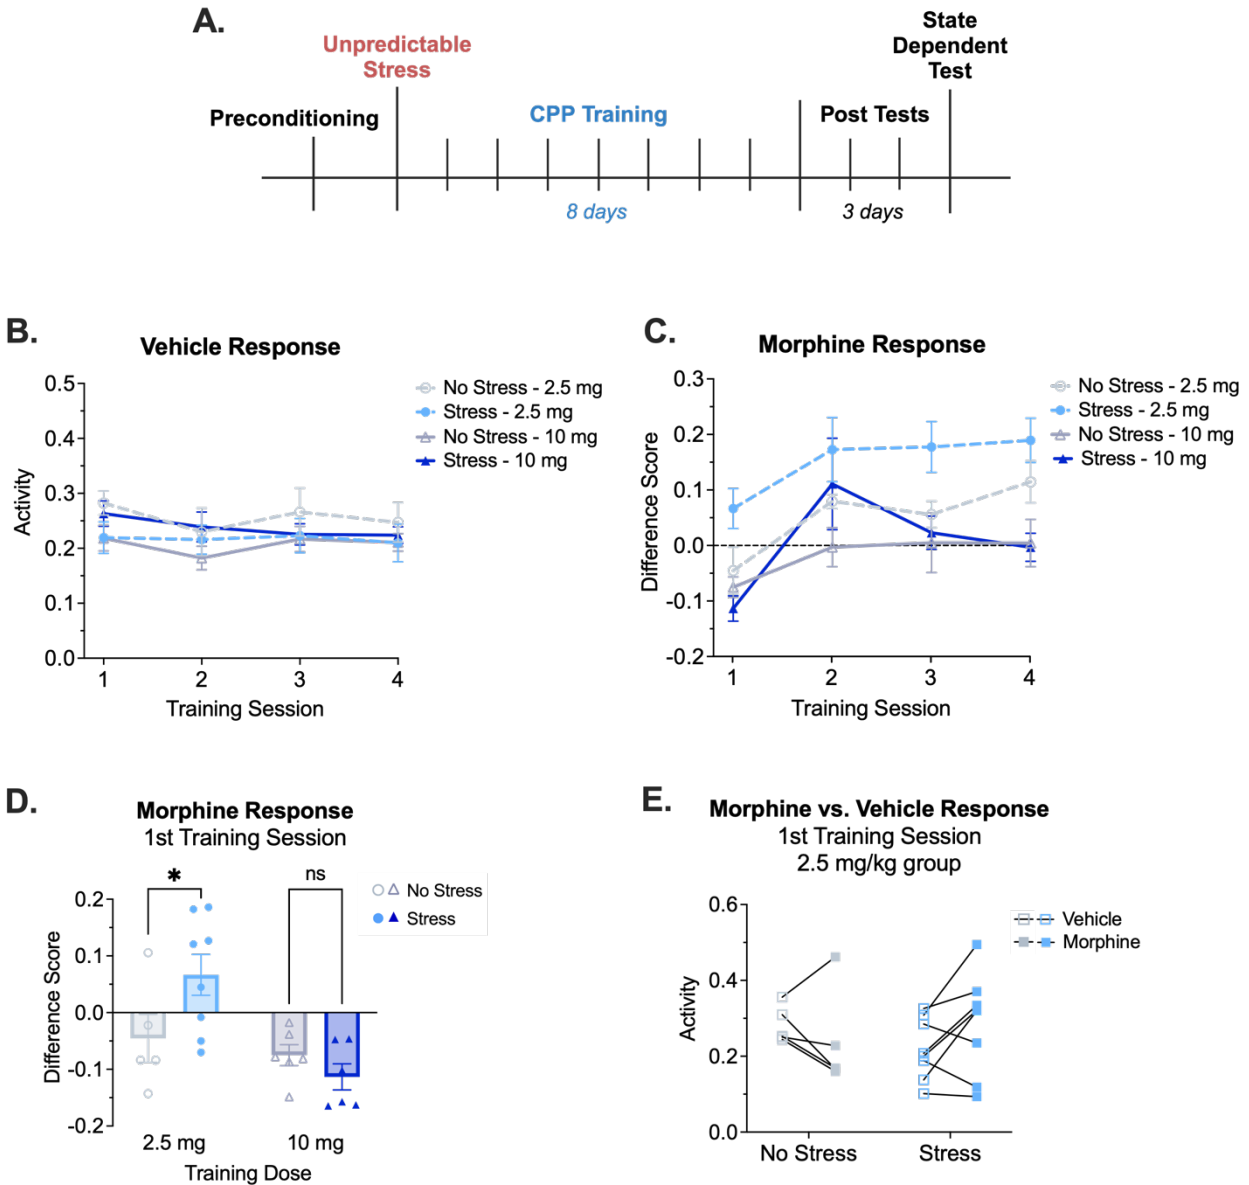 A.
Unpredictable
Stress
State
Dependent
Test
Preconditioning
CPP Training
Post Tests
8 days
3 days
B.
Vehicle Response
0.5
0.4
0.3
0.2
0.1
0.0
Activity
1 2 3 4
Training Session
No Stress - 2.5 mg
Stress - 2.5 mg
No Stress - 10 mg
Stress - 10 mg
C.
Morphine Response
0.3
0.2
0.1
0.0
-0.1
-0.2
Difference Score
1 2 3 4
Training Session
No Stress - 2.5 mg
Stress - 2.5 mg
No Stress - 10 mg
Stress - 10 mg
D.
Morphine Response
1st Training Session
* ns
No Stress
Stress
0.2
0.1
0.0
-0.1
-0.2
Difference Score
2.5 mg 10 mg
Training Dose
E.
Morphine vs. Vehicle Response
1st Training Session
2.5 mg/kg group
0.6
0.4
0.2
0.0
Activity
No Stress Stress
Vehicle
Morphine